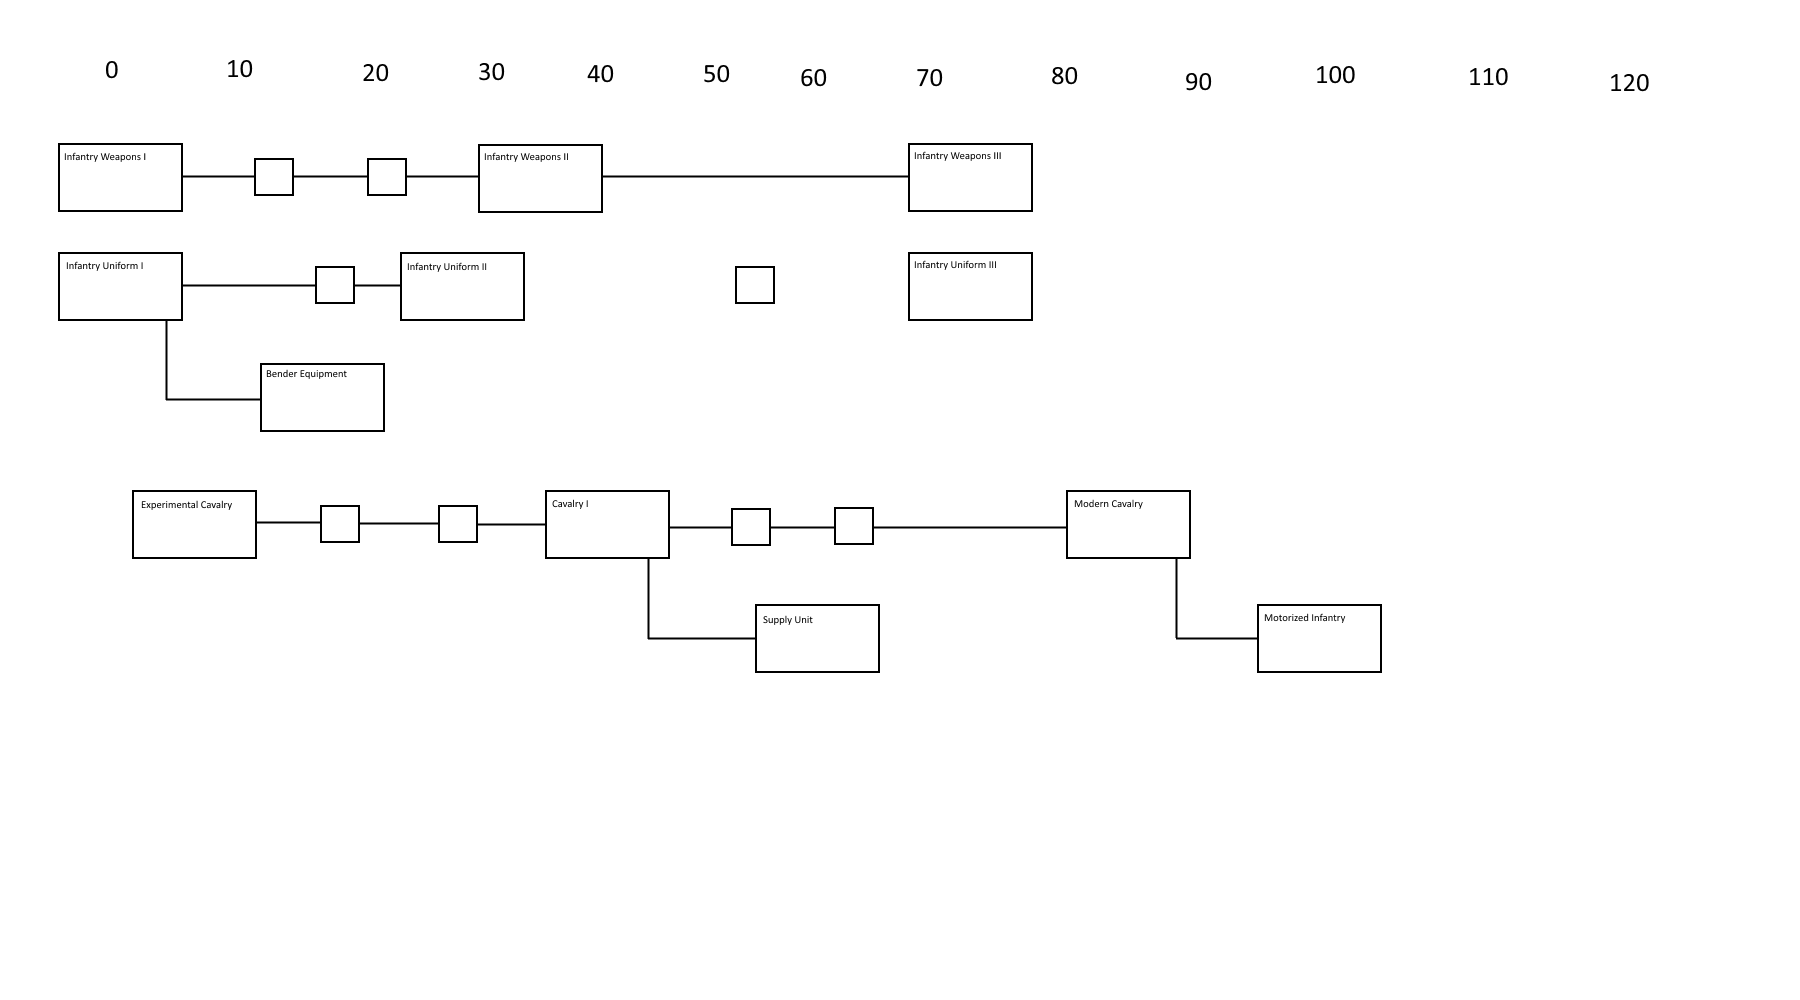 0 10 20 30 40 50 60 70 80 90 100 110 120
Infantry Weapons I
Infantry Weapons II
Infantry Weapons III
Infantry Uniform I
Infantry Uniform II
Infantry Uniform III
Bender Equipment
Experimental Cavalry
Cavalry I
Modern Cavalry
Supply Unit
Motorized Infantry